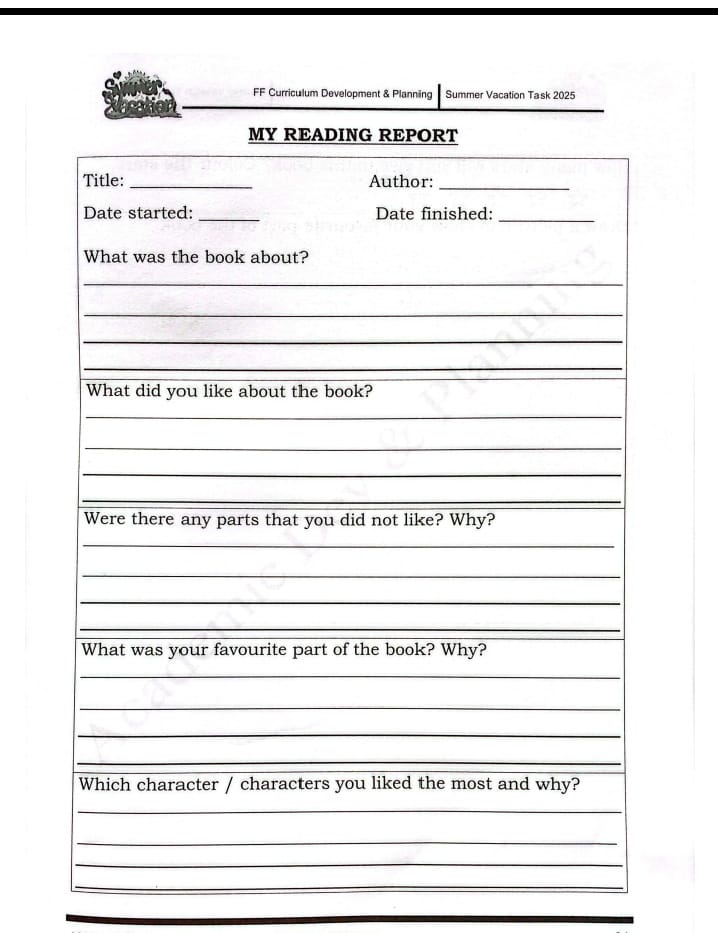 Summer Vacation
FF Curriculum Development & Planning | Summer Vacation Task 2025
MY READING REPORT
Title: ____________ Author: _____________
Date started: ______ Date finished: _________
What was the book about?
What did you like about the book?
Were there any parts that you did not like? Why?
What was your favourite part of the book? Why?
Which character / characters you liked the most and why?
Academic Dev & Planning